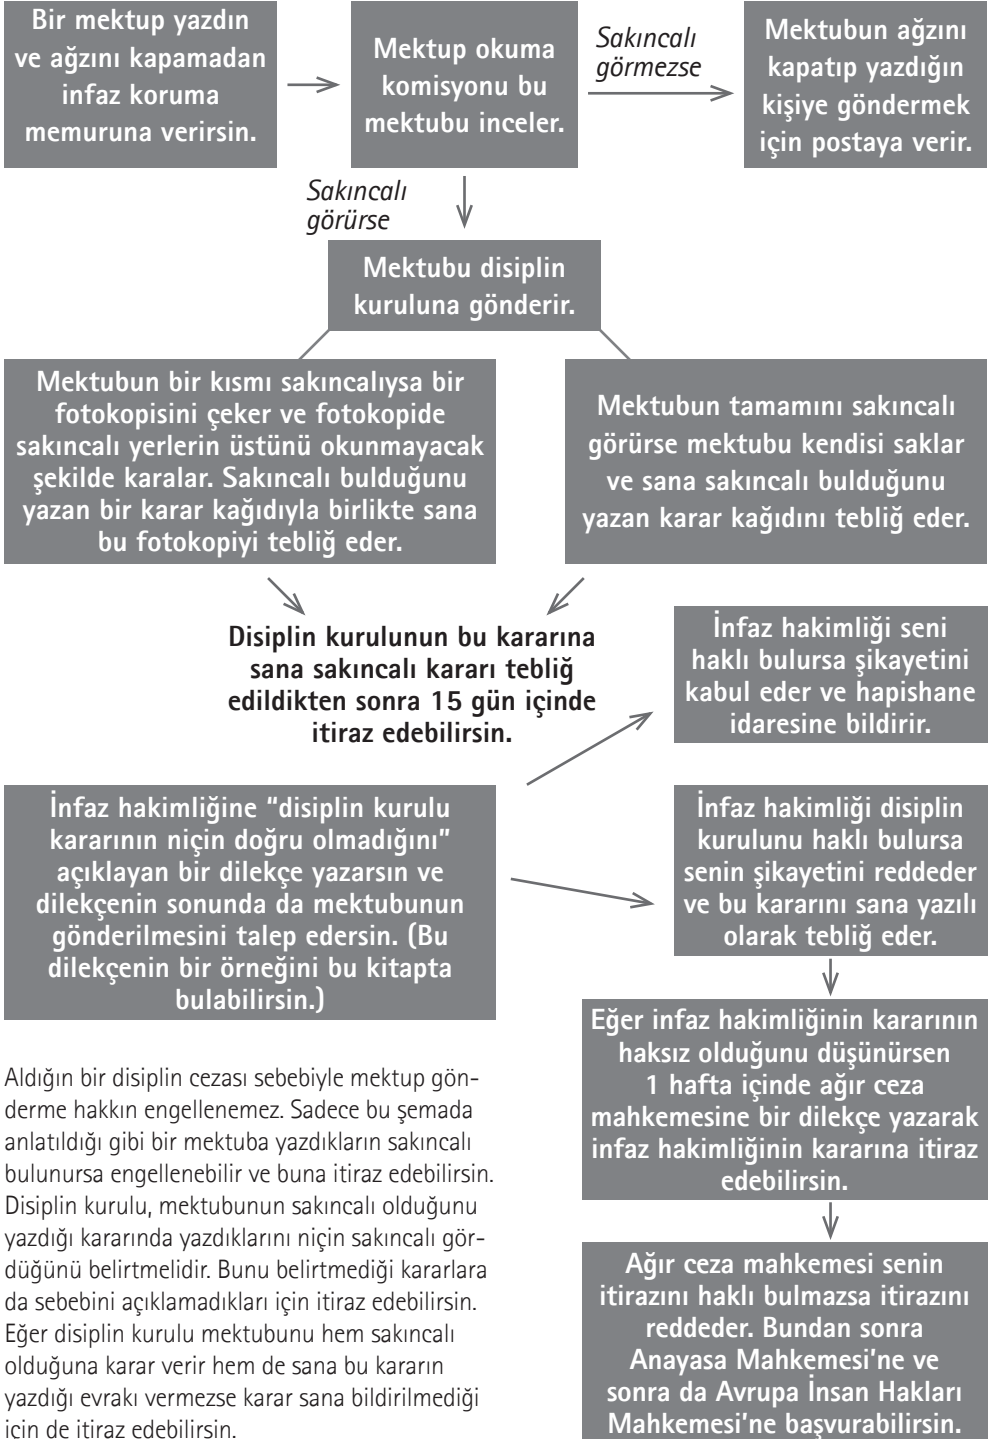 Bir mektup yazdın
ve ağzını kapamadan
infaz koruma
memuruna verirsin.
Mektup okuma
komisyonu bu
mektubu inceler.
Sakıncalı
görmezse
Mektubun ağzını
kapatıp yazdığın
kişiye göndermek
için postaya verir.
Sakıncalı
görürse
Mektubu disiplin
kuruluna gönderir.
Mektubun bir kısmı sakıncalıysa bir
fotokopisini çeker ve fotokopide
sakıncalı yerlerin üstünü okunmayacak
şekilde karalar. Sakıncalı bulduğunu
yazan bir karar kağıdıyla birlikte sana
bu fotokopiyi tebliğ eder.
Mektubun tamamını sakıncalı
görürse mektubu kendisi saklar
ve sana sakıncalı bulduğunu
yazan karar kağıdını tebliğ eder.
Disiplin kurulunun bu kararına
sana sakıncalı kararı tebliğ
edildikten sonra 15 gün içinde
itiraz edebilirsin.
İnfaz hakimliğine "disiplin kurulu
kararının niçin doğru olmadığını"
açıklayan bir dilekçe yazarsın ve
dilekçenin sonunda da mektubunun
gönderilmesini talep edersin. (Bu
dilekçenin bir örneğini bu kitapta
bulabilirsin.)
İnfaz hakimliği seni
haklı bulursa şikayetini
kabul eder ve hapishane
idaresine bildirir.
İnfaz hakimliği disiplin
kurulunu haklı bulursa
senin şikayetini reddeder
ve bu kararını sana yazılı
olarak tebliğ eder.
Eğer infaz hakimliğinin kararının
haksız olduğunu düşünürsen
1 hafta içinde ağır ceza
mahkemesine bir dilekçe yazarak
infaz hakimliğinin kararına itiraz
edebilirsin.
Ağır ceza mahkemesi senin
itirazını haklı bulmazsa itirazını
reddeder. Bundan sonra
Anayasa Mahkemesi'ne ve
sonra da Avrupa İnsan Hakları
Mahkemesi'ne başvurabilirsin.
Aldığın bir disiplin cezası sebebiyle mektup gön-
derme hakkın engellenemez. Sadece bu şemada
anlatıldığı gibi bir mektuba yazdıkların sakıncalı
bulunursa engellenebilir ve buna itiraz edebilirsin.
Disiplin kurulu, mektubunun sakıncalı olduğunu
yazdığı kararında yazdıklarını niçin sakıncalı gör-
düğünü belirtmelidir. Bunu belirtmediği kararlara
da sebebini açıklamadıkları için itiraz edebilirsin.
Eğer disiplin kurulu mektubunu hem sakıncalı
olduğuna karar verir hem de sana bu kararın
yazdığı evrakı vermezse karar sana bildirilmediği
için de itiraz edebilirsin.